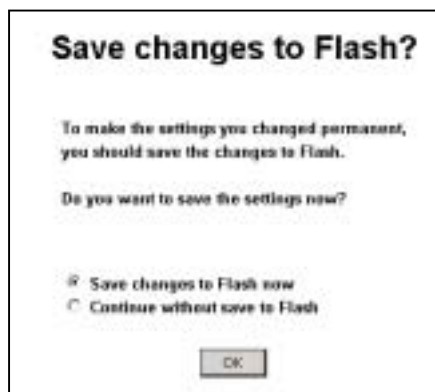 Save changes to Flash?
To make the settings you changed permanent,
you should save the changes to Flash.
Do you want to save the settings now?
Save changes to Flash now
Continue without save to Flash
OK